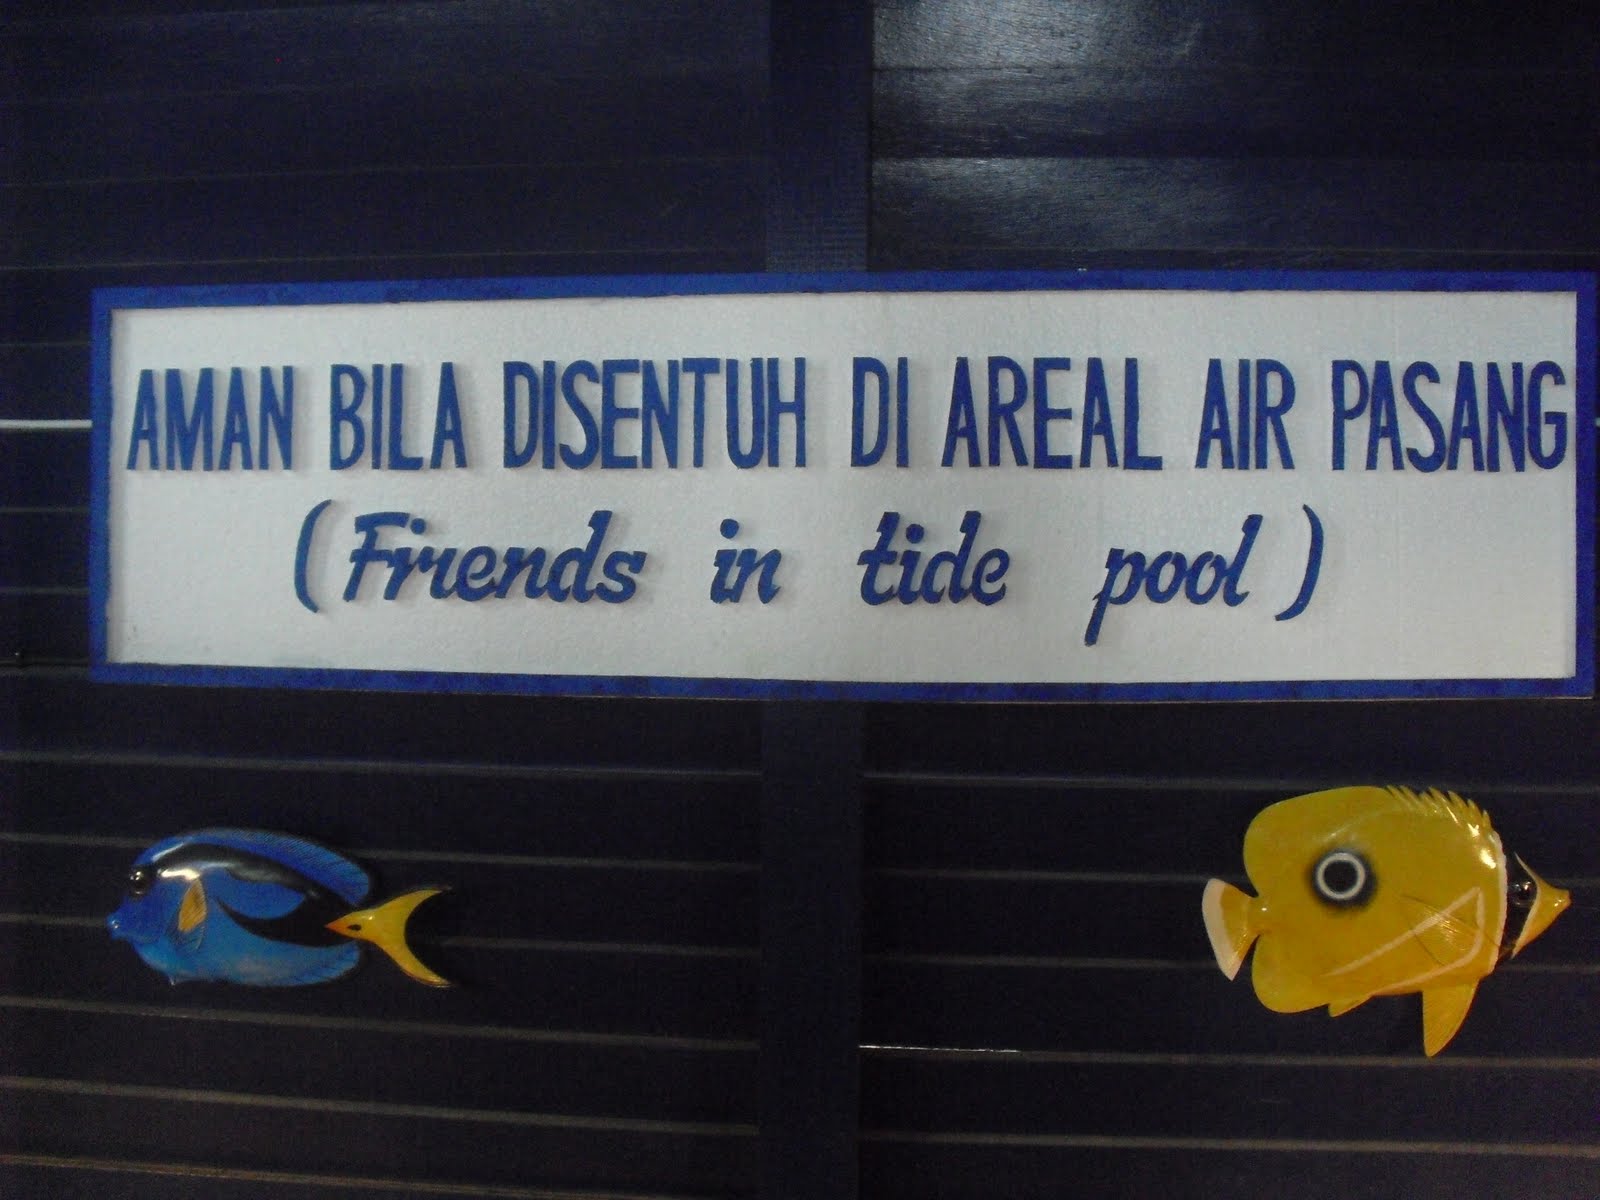 AMAN BILA DISENTUH DI AREAL AIR PASANG
(Friends in tide pool)